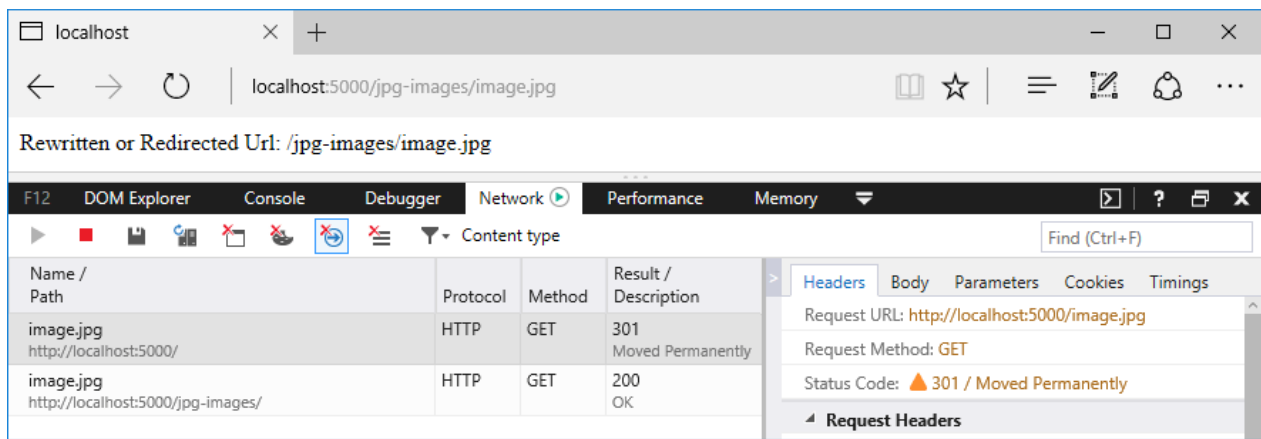 localhost
localhost:5000/jpg-images/image.jpg
Rewritten or Redirected Url: /jpg-images/image.jpg
F12 DOM Explorer Console Debugger Network Performance Memory ?
Content type Find (Ctrl+F)
Name / Result /
Path Protocol Method Description
image.jpg HTTP GET 301
http://localhost:5000/ Moved Permanently
image.jpg HTTP GET 200
http://localhost:5000/jpg-images/ OK
Headers Body Parameters Cookies Timings
Request URL: http://localhost:5000/image.jpg
Request Method: GET
Status Code: 301 / Moved Permanently
Request Headers